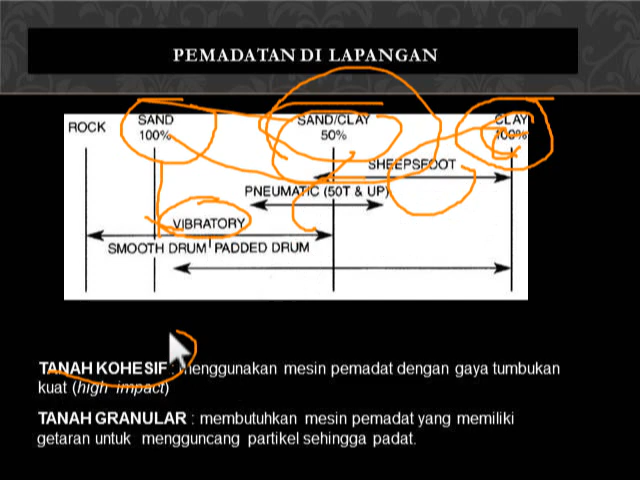 PEMADATAN DI LAPANGAN
ROCK
SAND
100%
SAND/CLAY
50%
CLAY
100%
SHEEPSFOOT
PNEUMATIC (50T & UP)
VIBRATORY
SMOOTH DRUM PADDED DRUM
TANAH KOHESIF : menggunakan mesin pemadat dengan gaya tumbukan
kuat (high impact)
TANAH GRANULAR : membutuhkan mesin pemadat yang memiliki
getaran untuk mengguncang partikel sehingga padat.